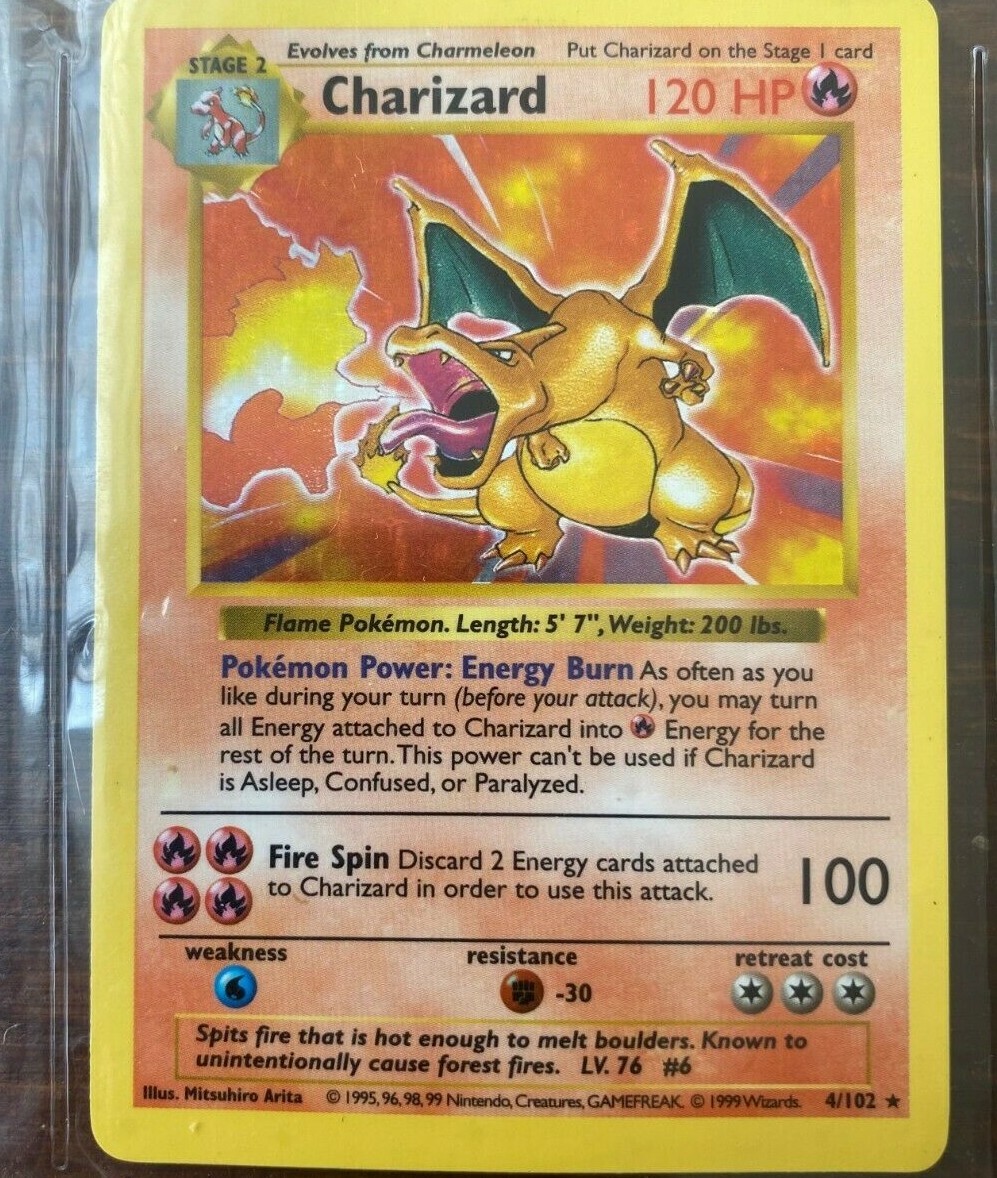 Evolves from Charmeleon Put Charizard on the Stage 1 card
STAGE 2
Charizard 120 HP
Flame Pokémon. Length: 5' 7", Weight: 200 lbs.
Pokémon Power: Energy Burn As often as you
like during your turn (before your attack), you may turn
all Energy attached to Charizard into Energy for the
rest of the turn. This power can't be used if Charizard
is Asleep, Confused, or Paralyzed.
Fire Spin Discard 2 Energy cards attached
to Charizard in order to use this attack. 100
weakness resistance retreat cost
-30
Spits fire that is hot enough to melt boulders. Known to
unintentionally cause forest fires. LV. 76 #6
Illus. Mitsuhiro Arita © 1995, 96, 98, 99 Nintendo, Creatures, GAMEFREAK. © 1999 Wizards. 4/102 ★